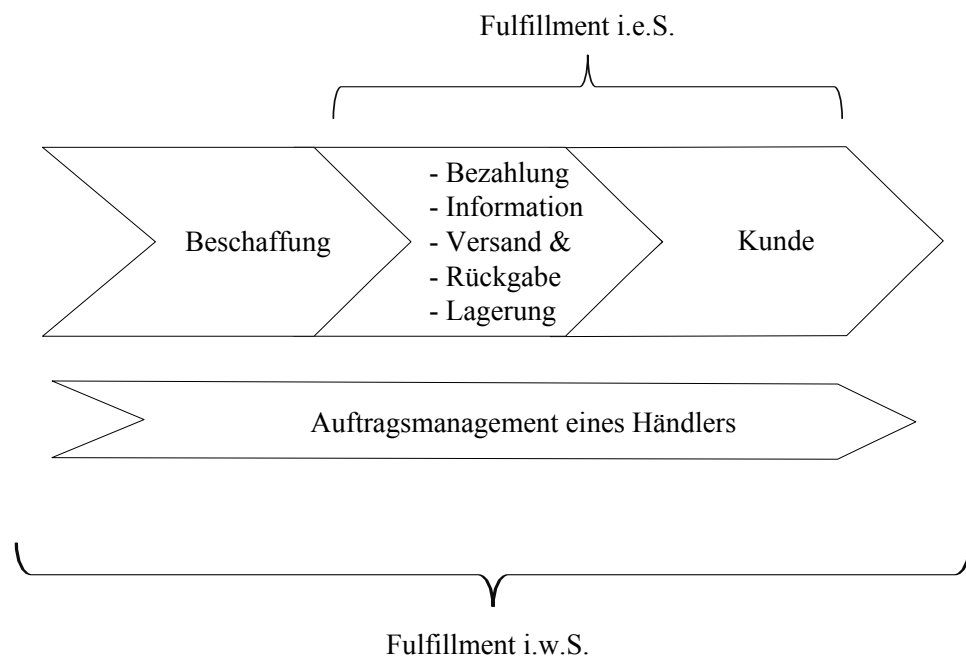 Fulfillment i.e.S.
Beschaffung
- Bezahlung
- Information
- Versand &
- Rückgabe
- Lagerung
Kunde
Auftragsmanagement eines Händlers
Fulfillment i.w.S.